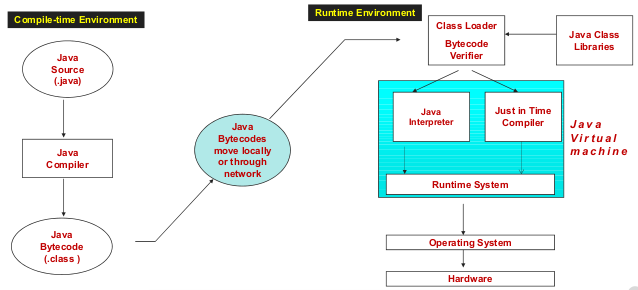 Compile-time Environment
Java
Source
(.java)
Java
Compiler
Java
Bytecode
(.class )
Java
Bytecodes
move locally
or through
network
Runtime Environment
Class Loader
Bytecode
Verifier
Java Class
Libraries
Java
Interpreter
Just in Time
Compiler
Java
Virtual
machine
Runtime System
Operating System
Hardware